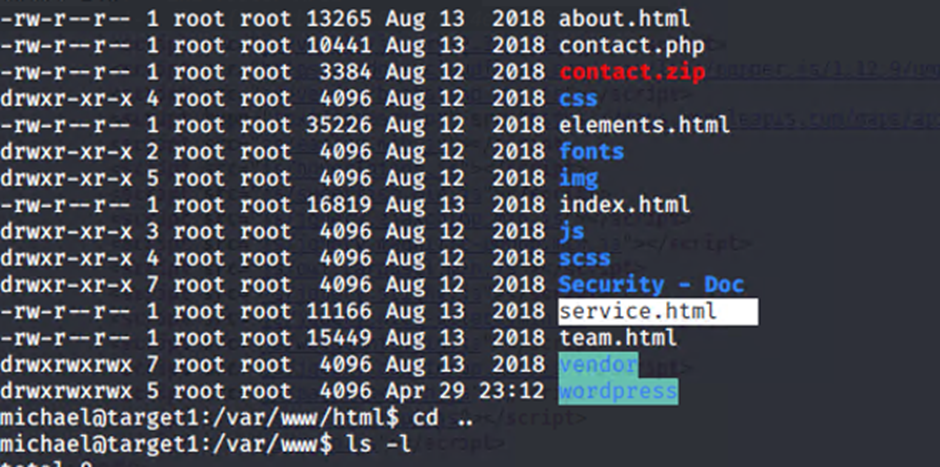 -rw-r--r-- 1 root root 13265 Aug 13 2018 about.html
-rw-r--r-- 1 root root 10441 Aug 13 2018 contact.php
-rw-r--r-- 1 root root 3384 Aug 12 2018 contact.zip
drwxr-xr-x 4 root root 4096 Aug 12 2018 css
-rw-r--r-- 1 root root 35226 Aug 12 2018 elements.html
drwxr-xr-x 2 root root 4096 Aug 12 2018 fonts
drwxr-xr-x 5 root root 4096 Aug 12 2018 img
-rw-r--r-- 1 root root 16819 Aug 13 2018 index.html
drwxr-xr-x 3 root root 4096 Aug 12 2018 js
drwxr-xr-x 4 root root 4096 Aug 12 2018 scss
drwxr-xr-x 7 root root 4096 Aug 12 2018 Security - Doc
-rw-r--r-- 1 root root 11166 Aug 13 2018 service.html
-rw-r--r-- 1 root root 15449 Aug 13 2018 team.html
drwxrwxrwx 7 root root 4096 Aug 13 2018 vendor
drwxrwxrwx 5 root root 4096 Apr 29 23:12 wordpress
michael@target1:/var/www/html$ cd ..
michael@target1:/var/www$ ls -l